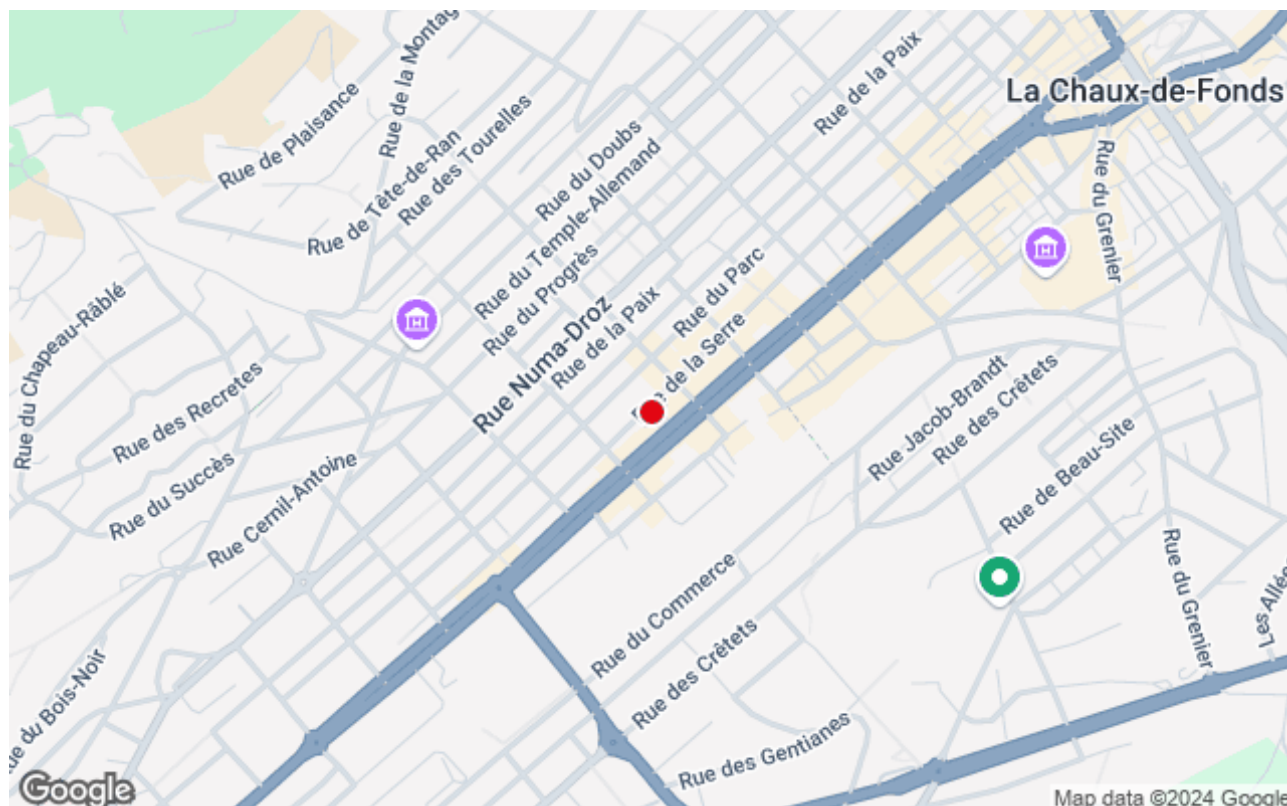 Rue de la Montag
Rue de la Paix
La Chaux-de-Fonds
Rue de Plaisance
Rue de Tête-de-Ran
Rue des Tourelles
Rue du Doubs
Rue du Temple-Allemand
Rue du Grenier
Rue du Progrès
Rue du Parc
Rue Numa-Droz
Rue de la Paix
de la Serre
Rue du Chapeau-Râblé
Rue des Recretes
Rue Jacob-Brandt
Rue des Crêtets
Rue de Beau-Site
Rue du Succès
Rue Cernil-Antoine
Rue du Commerce
Rue du Grenier
Les Allée
Rue des Crêtets
ue du Bois-Noir
Rue des Gentianes
Google
Map data ©2024 Google